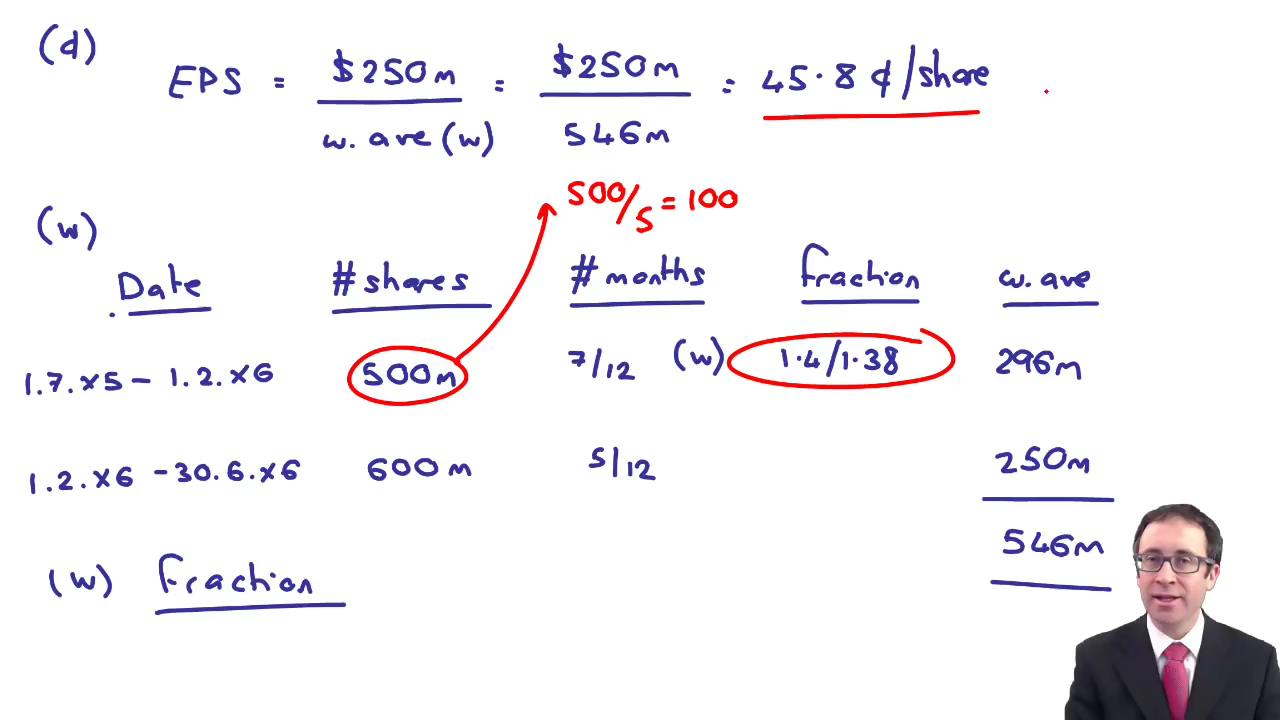 (d)
EPS = $250m / w. ave (w) = $250m / 546m = 45.8 ¢/share
500/5 = 100
(w)
Date # shares # months fraction w. ave
1.7.x5 - 1.2.x6 500m 7/12 (w) 1.4/1.38 296m
1.2.x6 - 30.6.x6 600m 5/12 250m
546m
(w) fraction